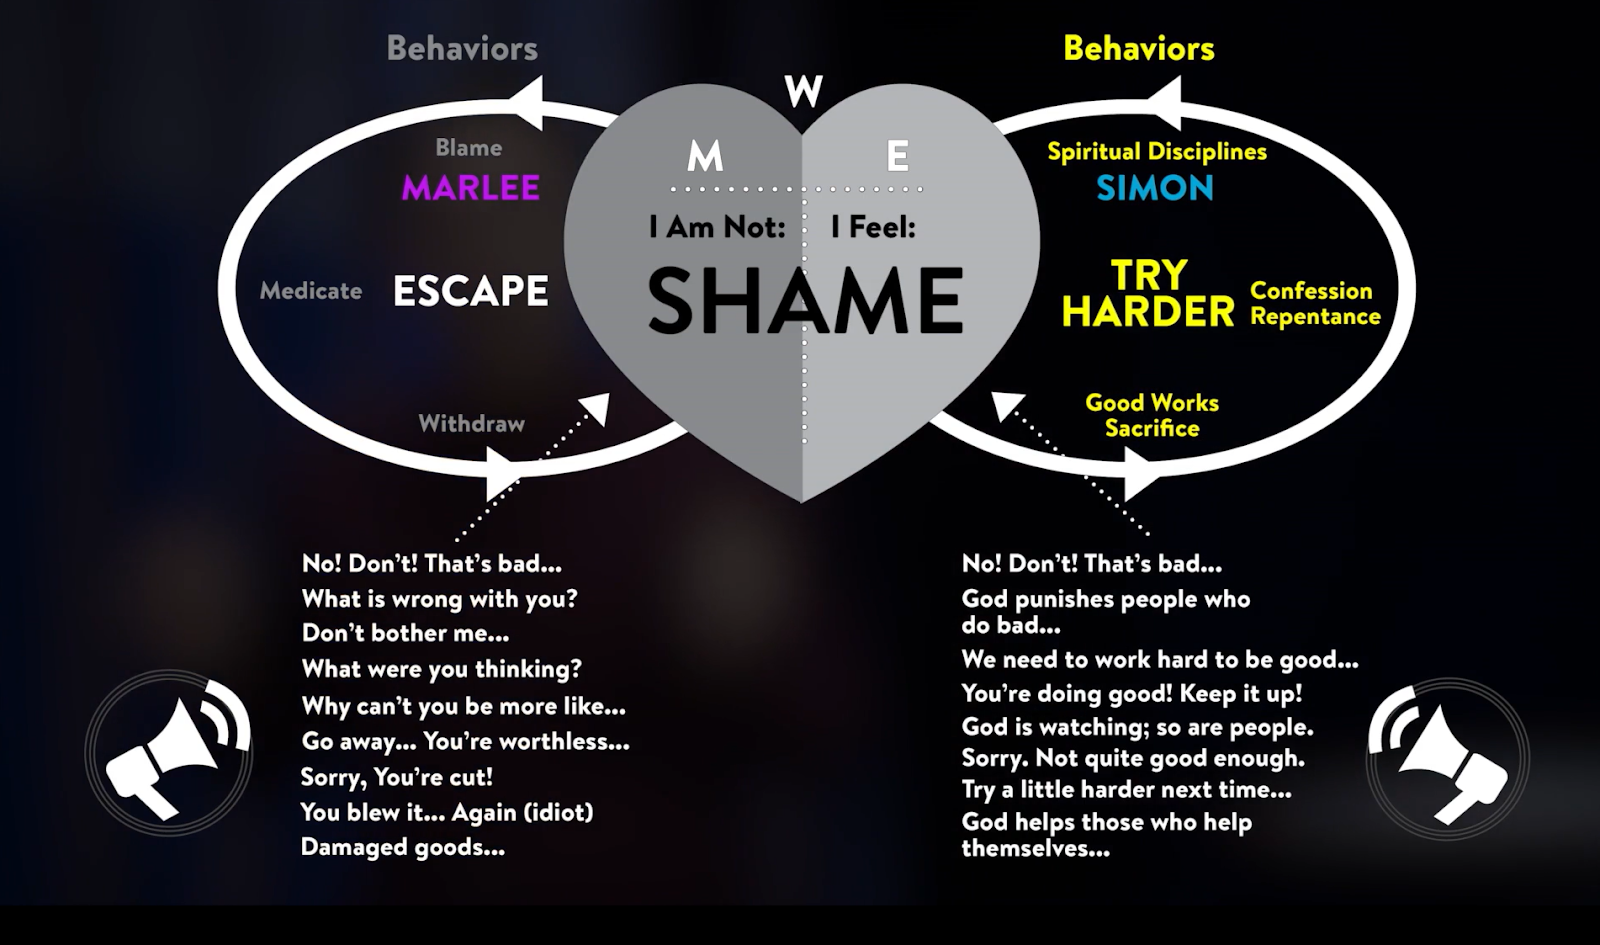 Behaviors
Blame
MARLEE
Medicate
ESCAPE
Withdraw
W
M E
I Am Not: I Feel:
SHAME
Behaviors
Spiritual Disciplines
SIMON
TRY
HARDER
Confession
Repentance
Good Works
Sacrifice
No! Don't! That's bad...
What is wrong with you?
Don't bother me...
What were you thinking?
Why can't you be more like...
Go away... You're worthless...
Sorry, You're cut!
You blew it... Again (idiot)
Damaged goods...
No! Don't! That's bad...
God punishes people who
do bad...
We need to work hard to be good...
You're doing good! Keep it up!
God is watching; so are people.
Sorry. Not quite good enough.
Try a little harder next time...
God helps those who help
themselves...